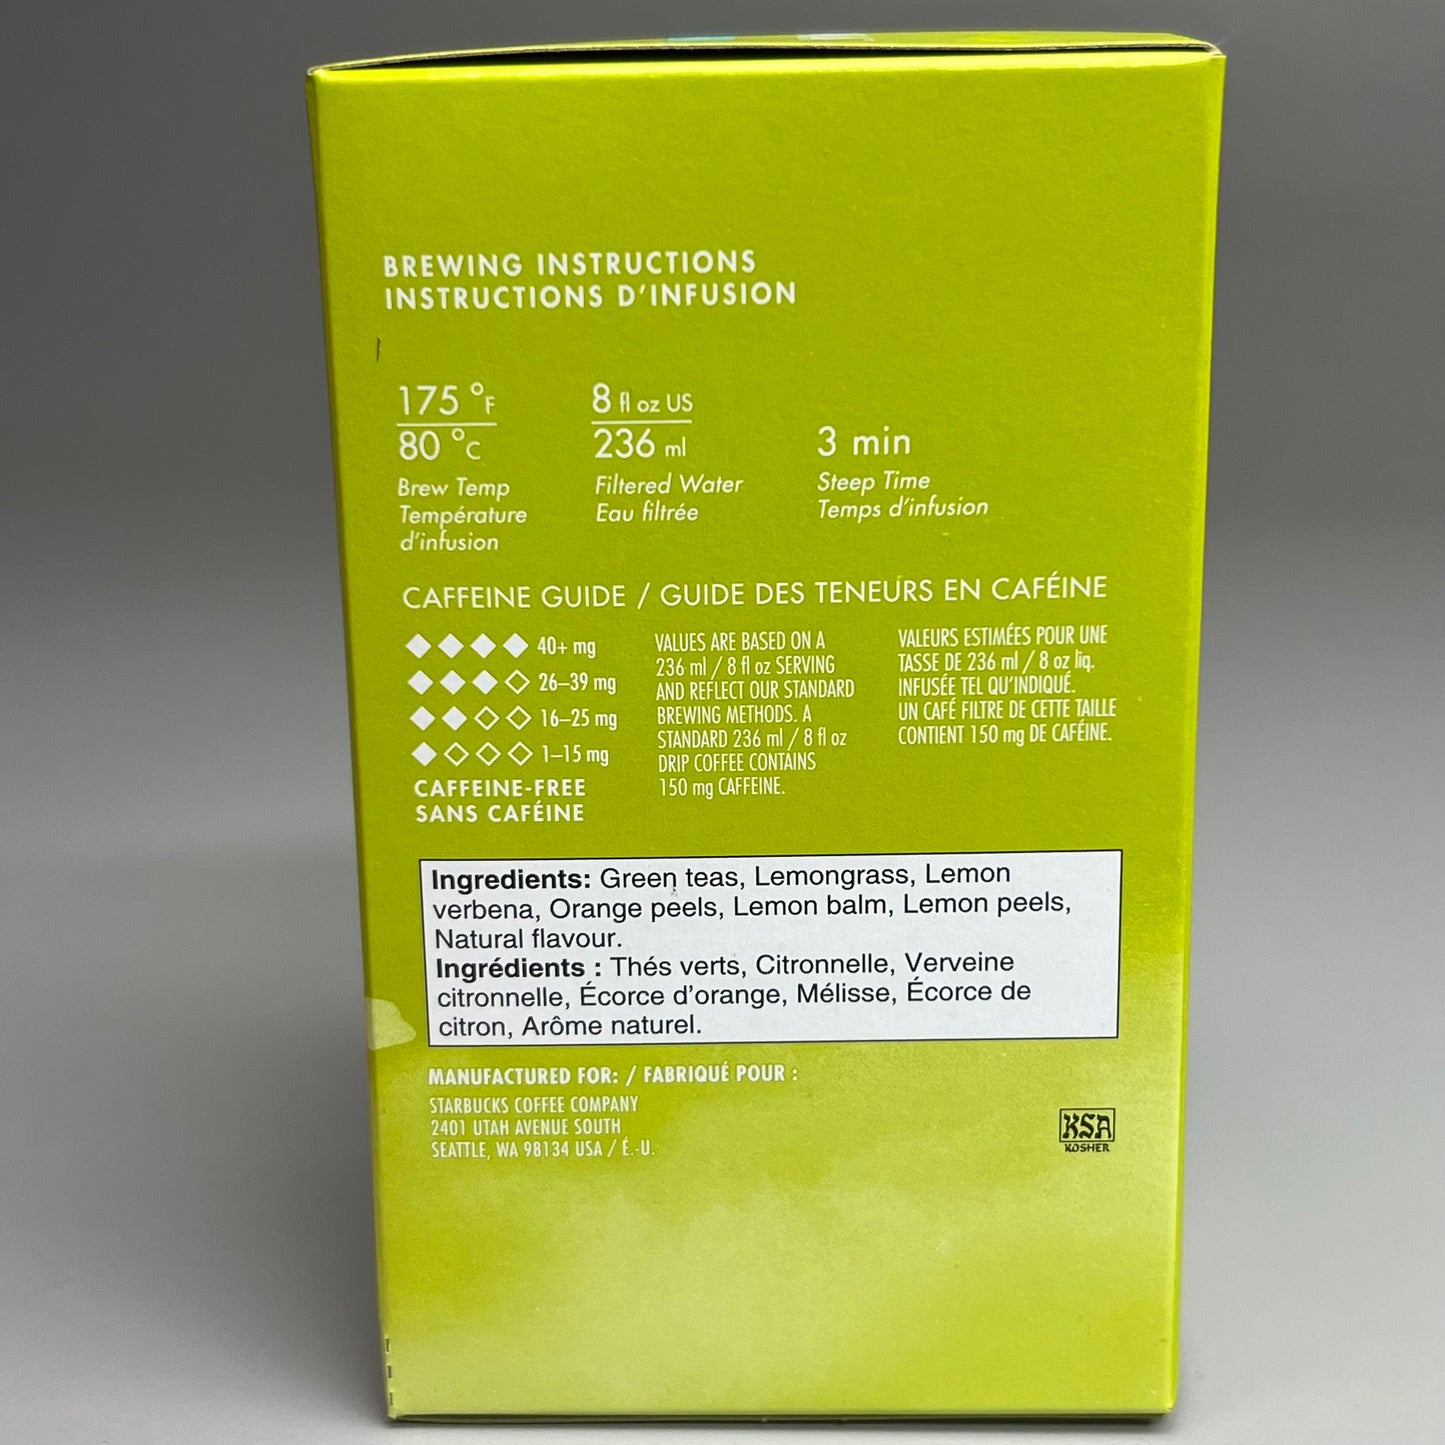 BREWING INSTRUCTIONS
INSTRUCTIONS D'INFUSION
175 °F
80 °C
Brew Temp
Température
d'infusion
8 fl oz US
236 ml
Filtered Water
Eau filtrée
3 min
Steep Time
Temps d'infusion
CAFFEINE GUIDE / GUIDE DES TENEURS EN CAFÉINE
40+ mg
26–39 mg
16–25 mg
1–15 mg
CAFFEINE-FREE
SANS CAFÉINE
VALUES ARE BASED ON A
236 ml / 8 fl oz SERVING
AND REFLECT OUR STANDARD
BREWING METHODS. A
STANDARD 236 ml / 8 fl oz
DRIP COFFEE CONTAINS
150 mg CAFFEINE.
VALEURS ESTIMÉES POUR UNE
TASSE DE 236 ml / 8 oz liq.
INFUSÉE TEL QU'INDIQUÉ.
UN CAFÉ FILTRE DE CETTE TAILLE
CONTIENT 150 mg DE CAFÉINE.
Ingredients: Green teas, Lemongrass, Lemon
verbena, Orange peels, Lemon balm, Lemon peels,
Natural flavour.
Ingrédients : Thés verts, Citronnelle, Verveine
citronnelle, Écorce d'orange, Mélisse, Écorce de
citron, Arôme naturel.
MANUFACTURED FOR: / FABRIQUÉ POUR :
STARBUCKS COFFEE COMPANY
2401 UTAH AVENUE SOUTH
SEATTLE, WA 98134 USA / É.-U.
KSA
KOSHER